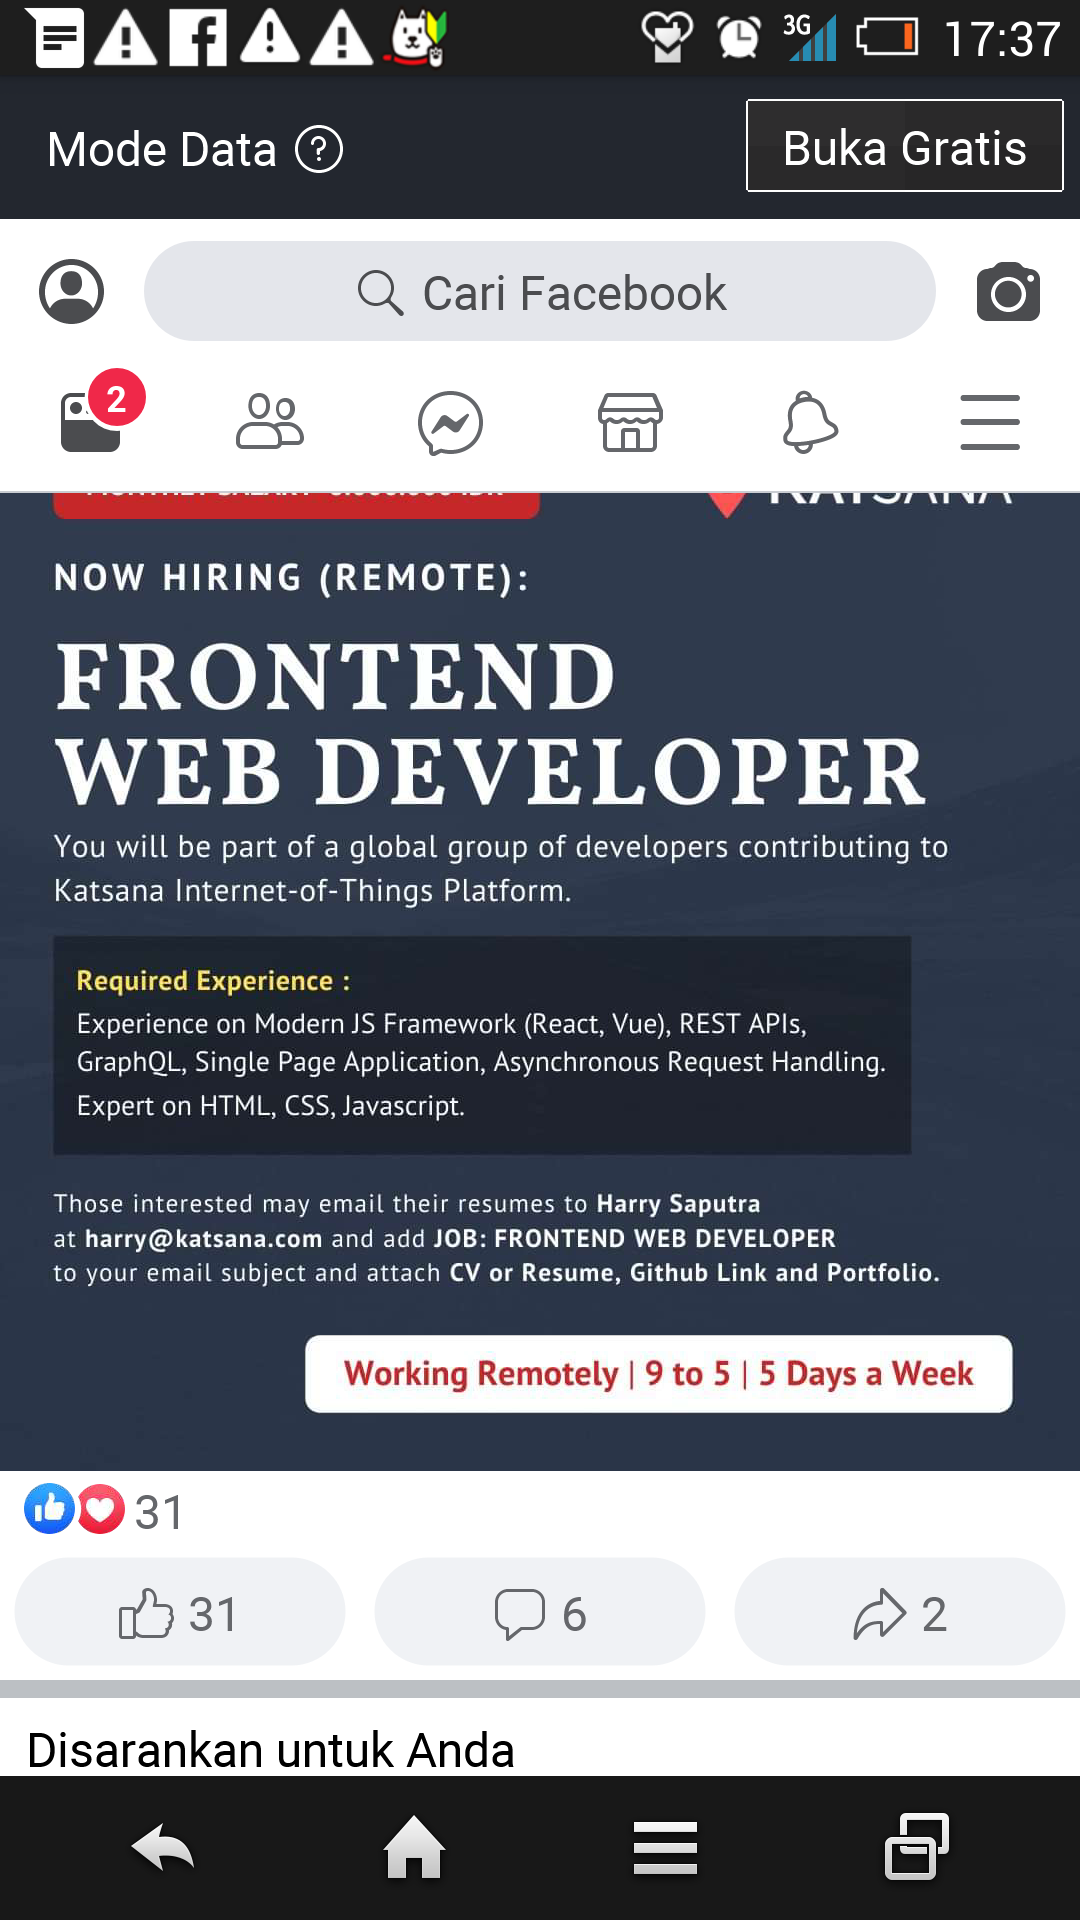 3G
17:37
Mode Data ?
Buka Gratis
Cari Facebook
2
KATSANA
NOW HIRING (REMOTE):
FRONTEND
WEB DEVELOPER
You will be part of a global group of developers contributing to
Katsana Internet-of-Things Platform.
Required Experience :
Experience on Modern JS Framework (React, Vue), REST APIs,
GraphQL, Single Page Application, Asynchronous Request Handling.
Expert on HTML, CSS, Javascript.
Those interested may email their resumes to Harry Saputra
at harry@katsana.com and add JOB: FRONTEND WEB DEVELOPER
to your email subject and attach CV or Resume, Github Link and Portfolio.
Working Remotely | 9 to 5 | 5 Days a Week
31
31
6
2
Disarankan untuk Anda